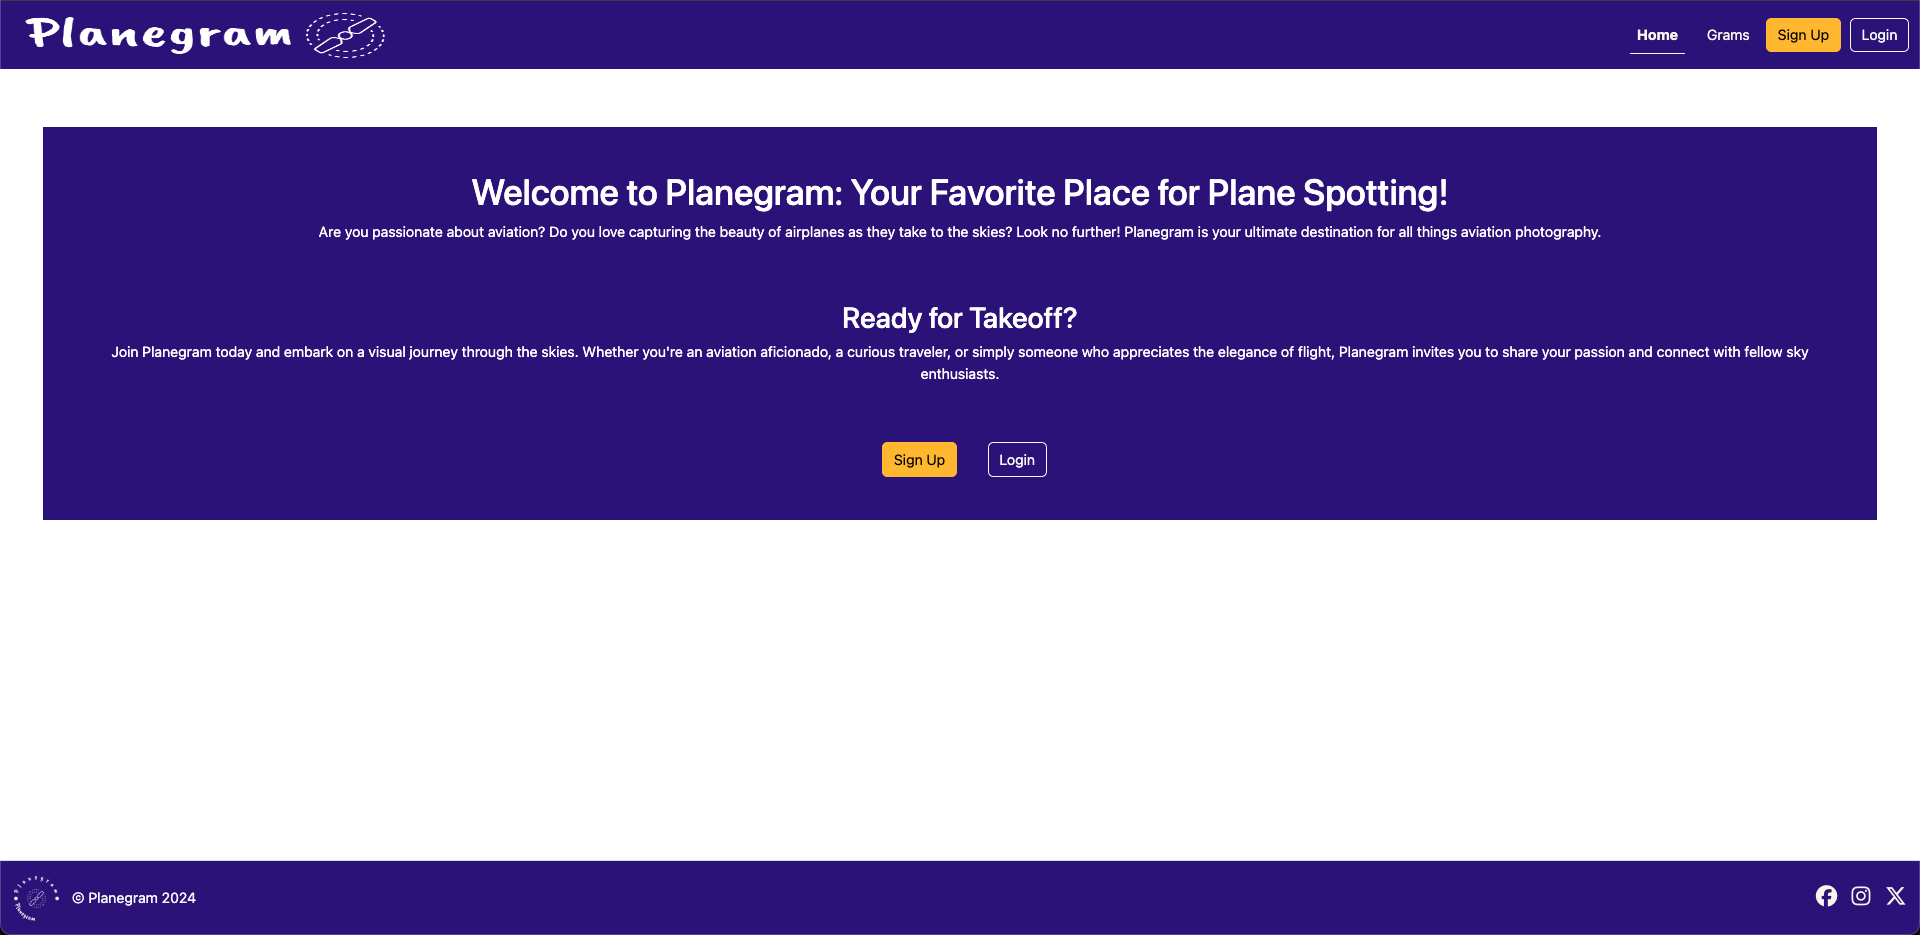 Planegram
Home
Grams
Sign Up
Login
Welcome to Planegram: Your Favorite Place for Plane Spotting!
Are you passionate about aviation? Do you love capturing the beauty of airplanes as they take to the skies? Look no further! Planegram is your ultimate destination for all things aviation photography.
Ready for Takeoff?
Join Planegram today and embark on a visual journey through the skies. Whether you're an aviation aficionado, a curious traveler, or simply someone who appreciates the elegance of flight, Planegram invites you to share your passion and connect with fellow sky
enthusiasts.
Sign Up
Login
Planegram
Planegram
© Planegram 2024